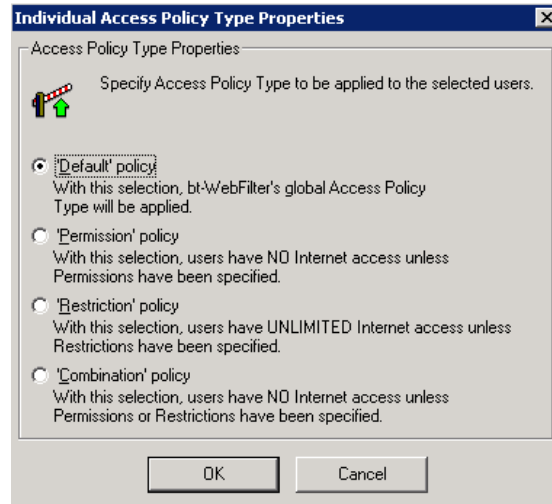 Individual Access Policy Type Properties
Access Policy Type Properties
Specify Access Policy Type to be applied to the selected users.
'Default' policy
With this selection, bt-WebFilter's global Access Policy
Type will be applied.
'Permission' policy
With this selection, users have NO Internet access unless
Permissions have been specified.
'Restriction' policy
With this selection, users have UNLIMITED Internet access unless
Restrictions have been specified.
'Combination' policy
With this selection, users have NO Internet access unless
Permissions or Restrictions have been specified.
OK
Cancel